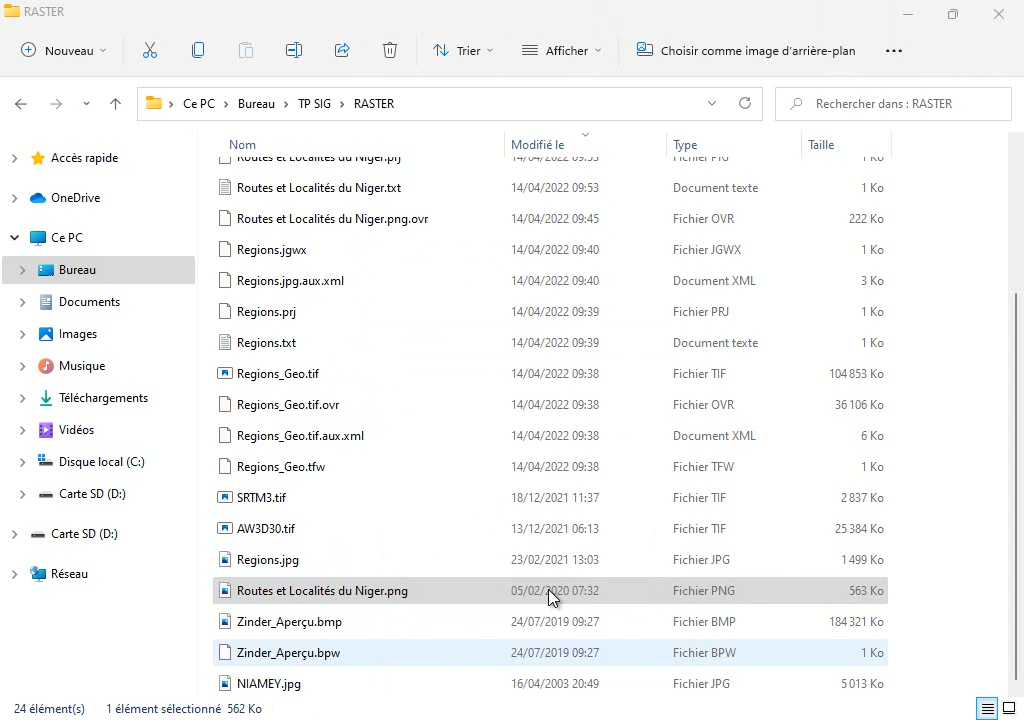 RASTER
Nouveau
Trier
Afficher
Choisir comme image d'arrière-plan
Ce PC > Bureau > TP SIG > RASTER
Rechercher dans : RASTER
Accès rapide
OneDrive
Ce PC
Bureau
Documents
Images
Musique
Téléchargements
Vidéos
Disque local (C:)
Carte SD (D:)
Carte SD (D:)
Réseau
Nom Modifié le Type Taille
Routes et Localités du Niger.prj 14/04/2022 09:53 Fichier PRJ 1 Ko
Routes et Localités du Niger.txt 14/04/2022 09:53 Document texte 1 Ko
Routes et Localités du Niger.png.ovr 14/04/2022 09:45 Fichier OVR 222 Ko
Regions.jgwx 14/04/2022 09:40 Fichier JGWX 1 Ko
Regions.jpg.aux.xml 14/04/2022 09:40 Document XML 3 Ko
Regions.prj 14/04/2022 09:39 Fichier PRJ 1 Ko
Regions.txt 14/04/2022 09:39 Document texte 1 Ko
Regions_Geo.tif 14/04/2022 09:38 Fichier TIF 104 853 Ko
Regions_Geo.tif.ovr 14/04/2022 09:38 Fichier OVR 36 106 Ko
Regions_Geo.tif.aux.xml 14/04/2022 09:38 Document XML 6 Ko
Regions_Geo.tfw 14/04/2022 09:38 Fichier TFW 1 Ko
SRTM3.tif 18/12/2021 11:37 Fichier TIF 2 837 Ko
AW3D30.tif 13/12/2021 06:13 Fichier TIF 25 384 Ko
Regions.jpg 23/02/2021 13:03 Fichier JPG 1 499 Ko
Routes et Localités du Niger.png 05/02/2020 07:32 Fichier PNG 563 Ko
Zinder_Aperçu.bmp 24/07/2019 09:27 Fichier BMP 184 321 Ko
Zinder_Aperçu.bpw 24/07/2019 09:27 Fichier BPW 1 Ko
NIAMEY.jpg 16/04/2003 20:49 Fichier JPG 5 013 Ko
24 élément(s) 1 élément sélectionné 562 Ko